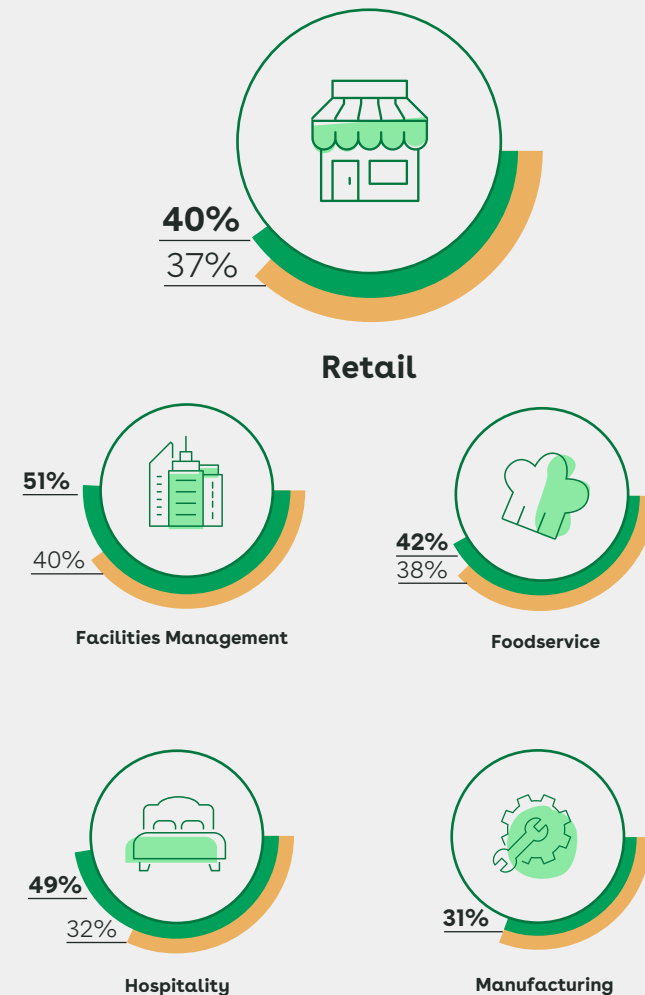 40%
37%
Retail
51%
40%
Facilities Management
42%
38%
Foodservice
49%
32%
Hospitality
31%
Manufacturing